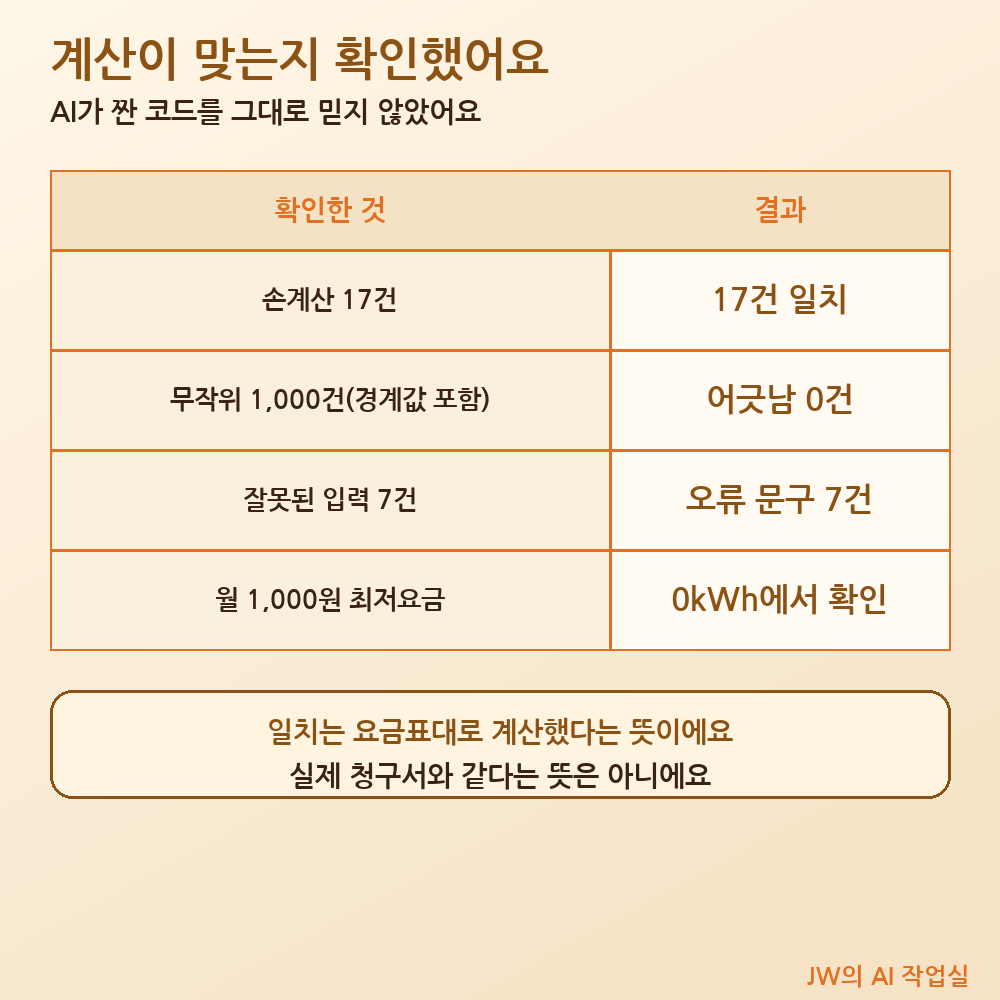 계산이 맞는지 확인했어요
AI가 짠 코드를 그대로 믿지 않았어요
확인한 것 결과
손계산 17건 17건 일치
무작위 1,000건(경계값 포함) 어긋남 0건
잘못된 입력 7건 오류 문구 7건
월 1,000원 최저요금 0kWh에서 확인
일치는 요금표대로 계산했다는 뜻이에요
실제 청구서와 같다는 뜻은 아니에요
JW의 AI 작업실